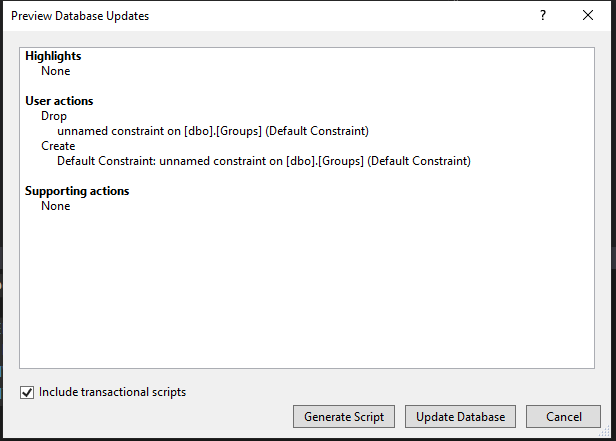 Preview Database Updates
?
Highlights
None
User actions
Drop
unnamed constraint on [dbo].[Groups] (Default Constraint)
Create
Default Constraint: unnamed constraint on [dbo].[Groups] (Default Constraint)
Supporting actions
None
Include transactional scripts
Generate Script Update Database Cancel